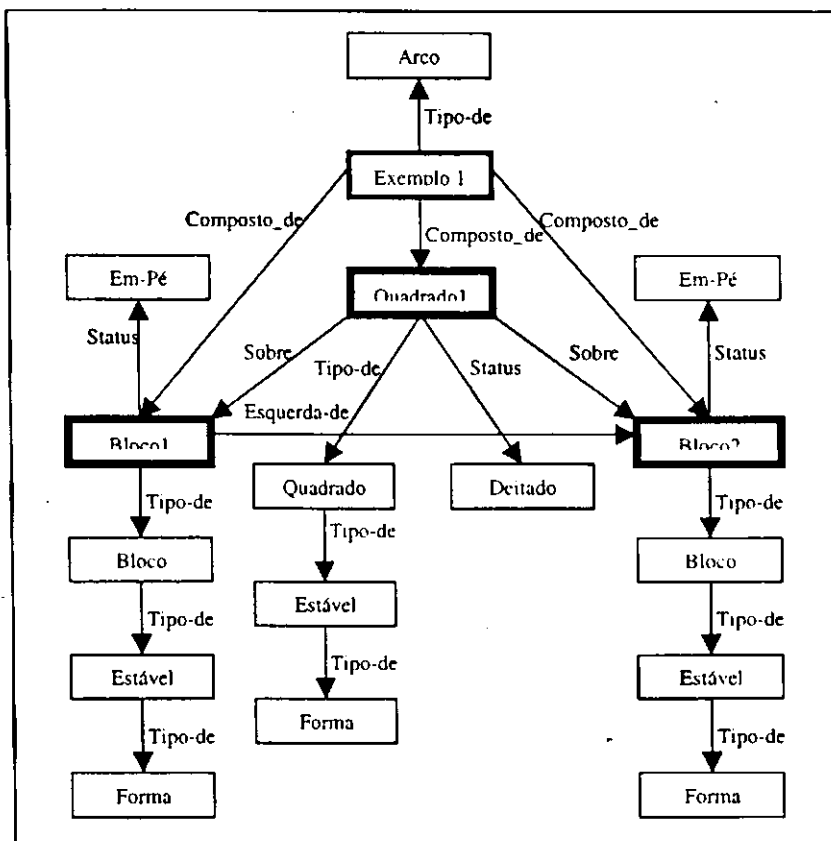 Arco
Tipo-de
Exemplo 1
Composto_de
Composto_de
Composto_de
Em-Pé
Quadrado1
Em-Pé
Status
Sobre
Tipo-de
Status
Sobre
Status
Esquerda-de
Bloco1
Bloco2
Tipo-de
Quadrado
Deitado
Tipo-de
Bloco
Tipo-de
Bloco
Tipo-de
Estável
Tipo-de
Estável
Tipo-de
Estável
Tipo-de
Forma
Tipo-de
Forma
Forma